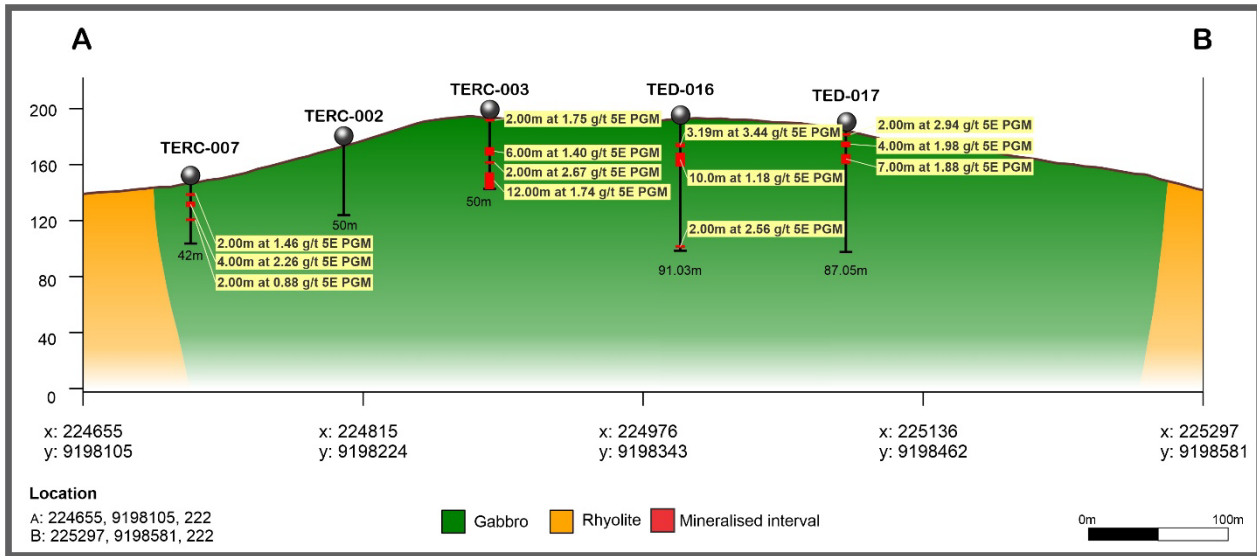 A
B
TERC-007
TERC-002
TERC-003
TED-016
TED-017
200
160
120
80
40
0
2.00m at 1.46 g/t 5E PGM
4.00m at 2.26 g/t 5E PGM
2.00m at 0.88 g/t 5E PGM
42m
50m
2.00m at 1.75 g/t 5E PGM
6.00m at 1.40 g/t 5E PGM
2.00m at 2.67 g/t 5E PGM
12.00m at 1.74 g/t 5E PGM
50m
3.19m at 3.44 g/t 5E PGM
10.0m at 1.18 g/t 5E PGM
2.00m at 2.56 g/t 5E PGM
91.03m
2.00m at 2.94 g/t 5E PGM
4.00m at 1.98 g/t 5E PGM
7.00m at 1.88 g/t 5E PGM
87.05m
x: 224655
y: 9198105
x: 224815
y: 9198224
x: 224976
y: 9198343
x: 225136
y: 9198462
x: 225297
y: 9198581
Location
A: 224655, 9198105, 222
B: 225297, 9198581, 222
Gabbro
Rhyolite
Mineralised interval
0m
100m